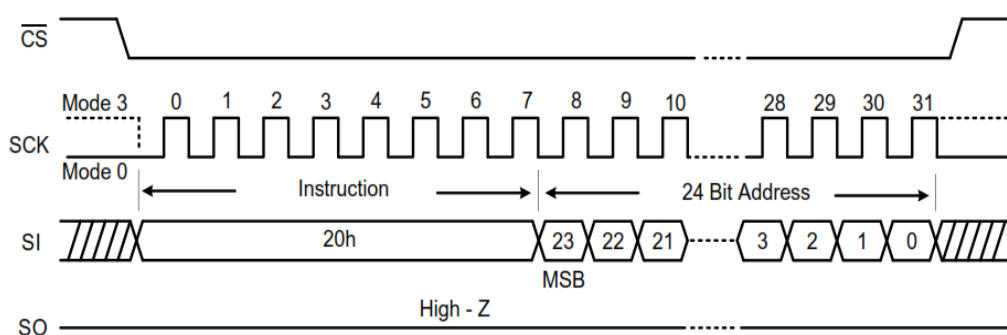 CS
Mode 3 0 1 2 3 4 5 6 7 8 9 10 28 29 30 31
SCK
Mode 0
Instruction 24 Bit Address
SI 20h 23 22 21 3 2 1 0
MSB
High - Z
SO